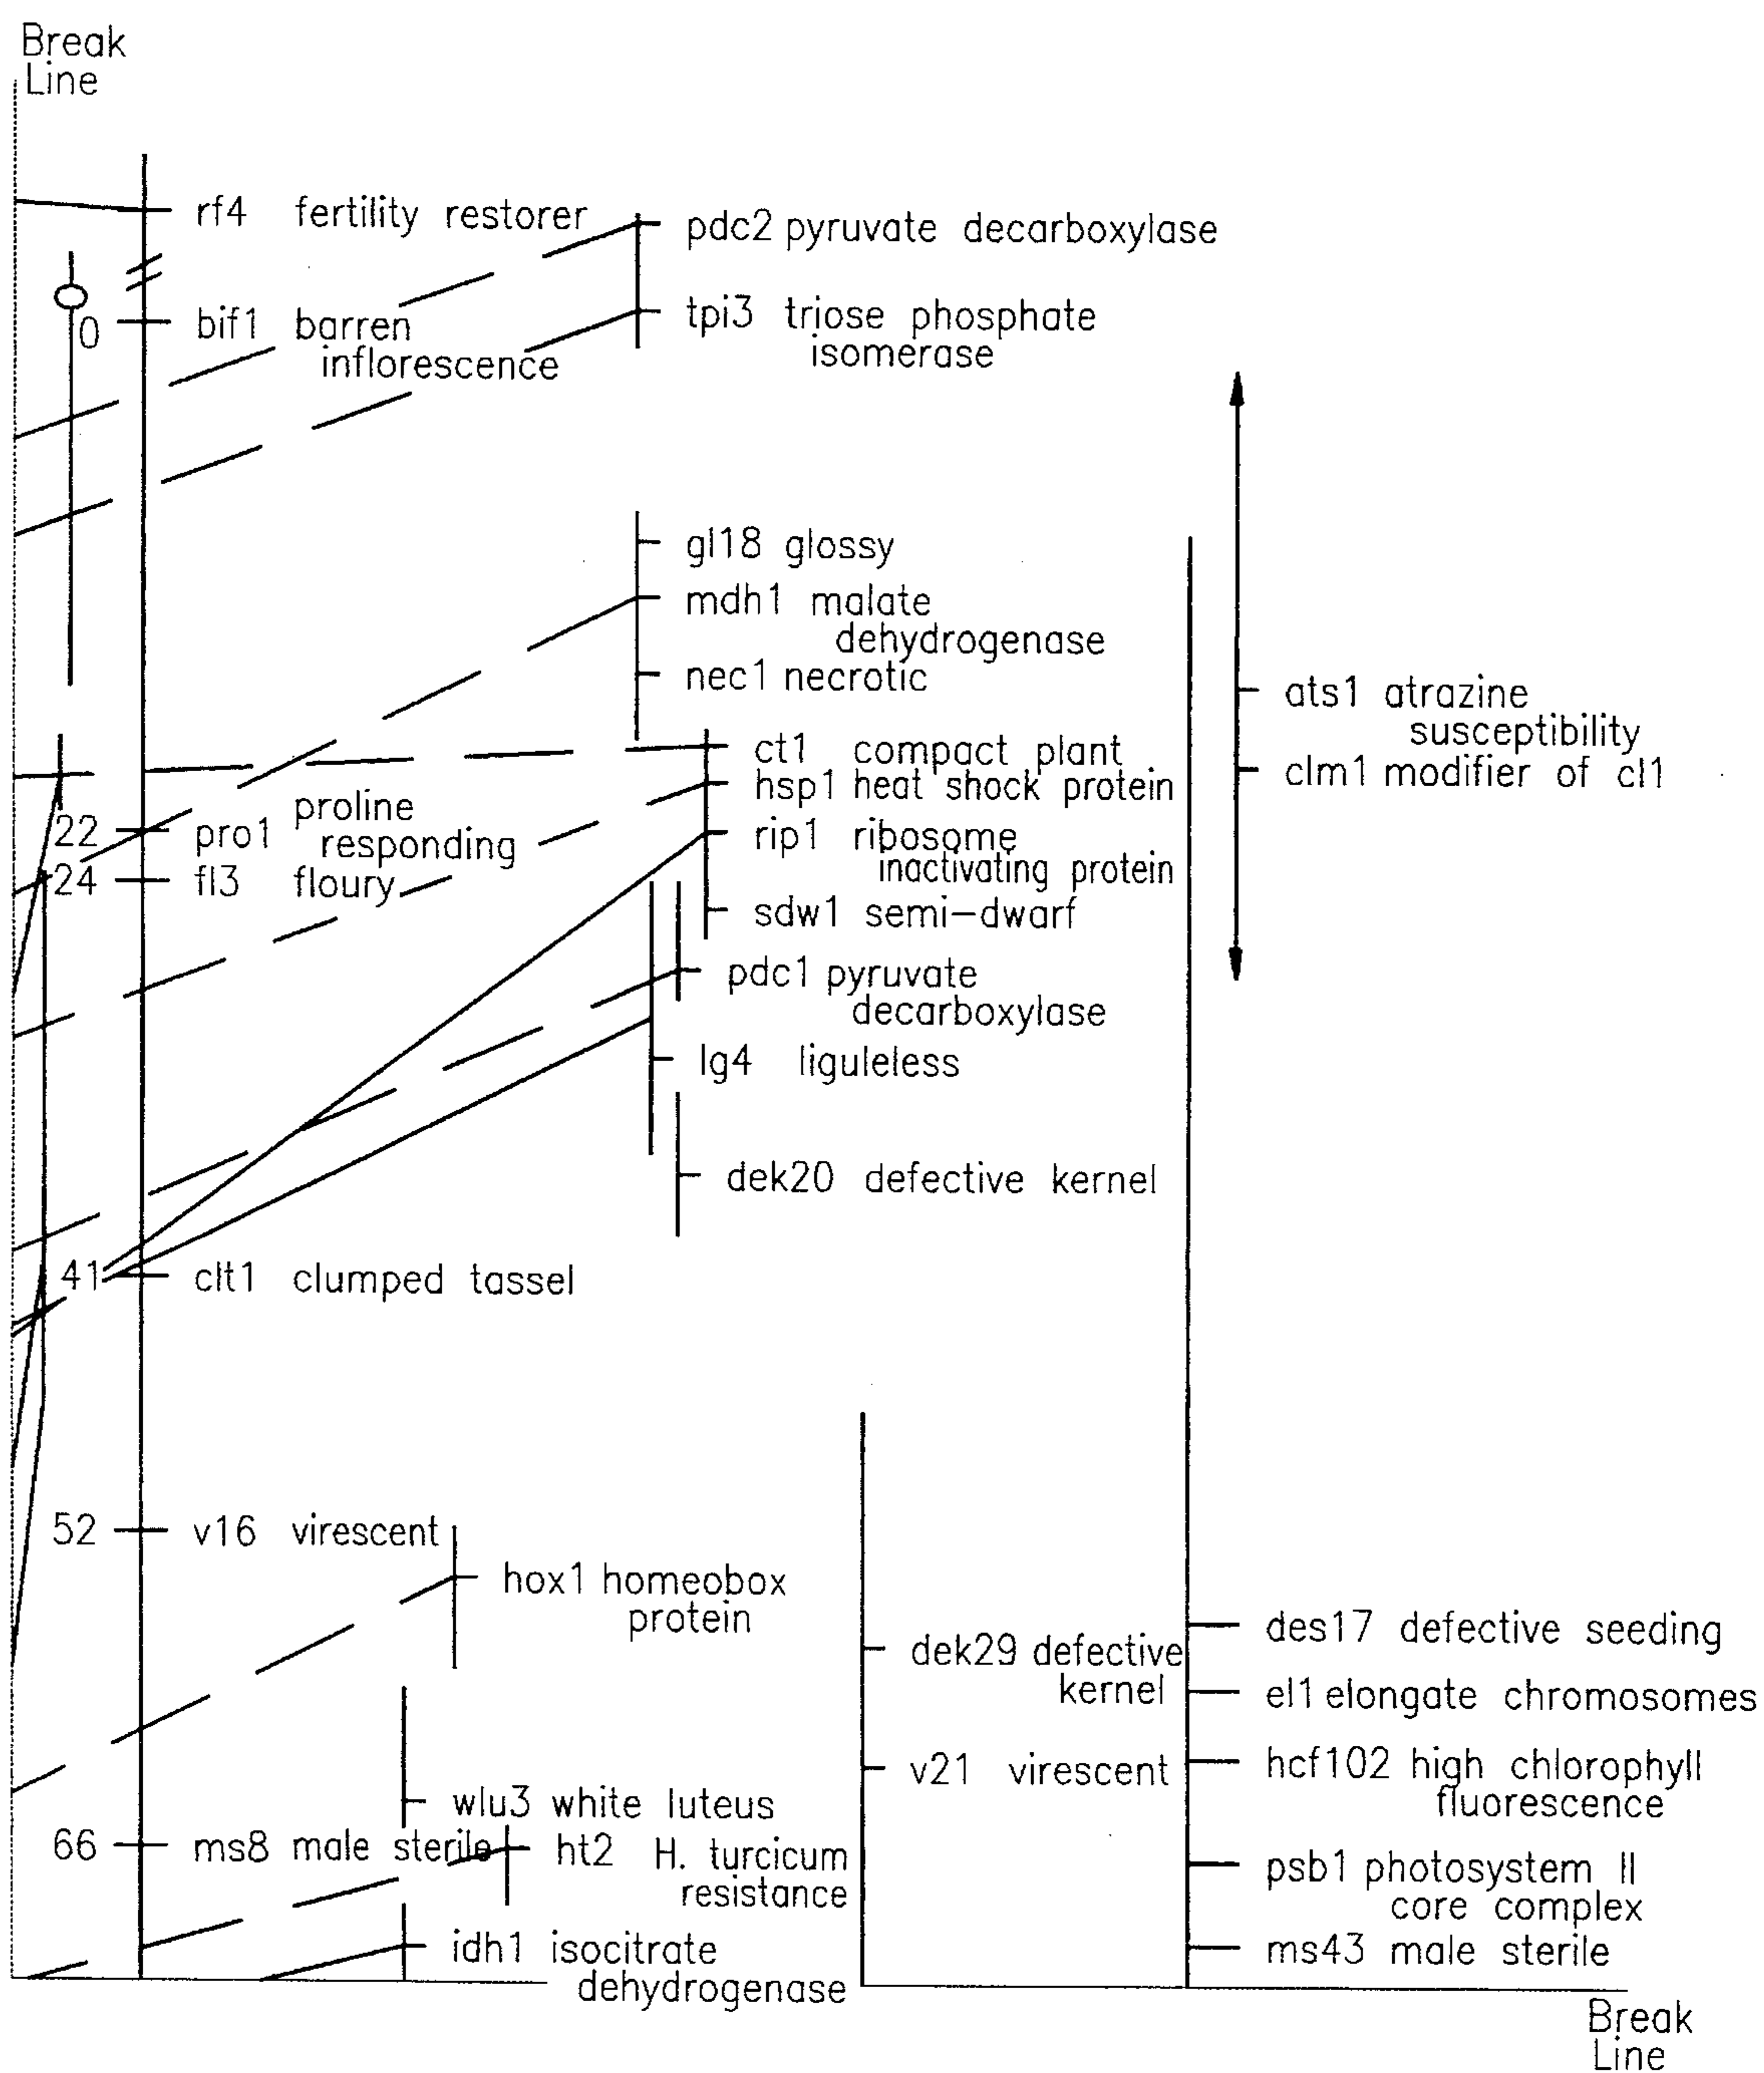 Break
Line
rf4 fertility restorer
pdc2 pyruvate decarboxylase
0 bif1 barren
inflorescence
tpi3 triose phosphate
isomerase
gl18 glossy
mdh1 malate
dehydrogenase
nec1 necrotic
ats1 atrazine
susceptibility
clm1 modifier of cl1
ct1 compact plant
hsp1 heat shock protein
22 pro1 proline
responding
rip1 ribosome
inactivating protein
24 fl3 floury
sdw1 semi-dwarf
pdc1 pyruvate
decarboxylase
lg4 liguleless
dek20 defective kernel
41 clt1 clumped tassel
52 v16 virescent
hox1 homeobox
protein
dek29 defective
kernel
des17 defective seeding
el1 elongate chromosomes
v21 virescent
hcf102 high chlorophyll
fluorescence
wlu3 white luteus
66 ms8 male sterile
ht2 H. turcicum
resistance
psb1 photosystem II
core complex
idh1 isocitrate
dehydrogenase
ms43 male sterile
Break
Line